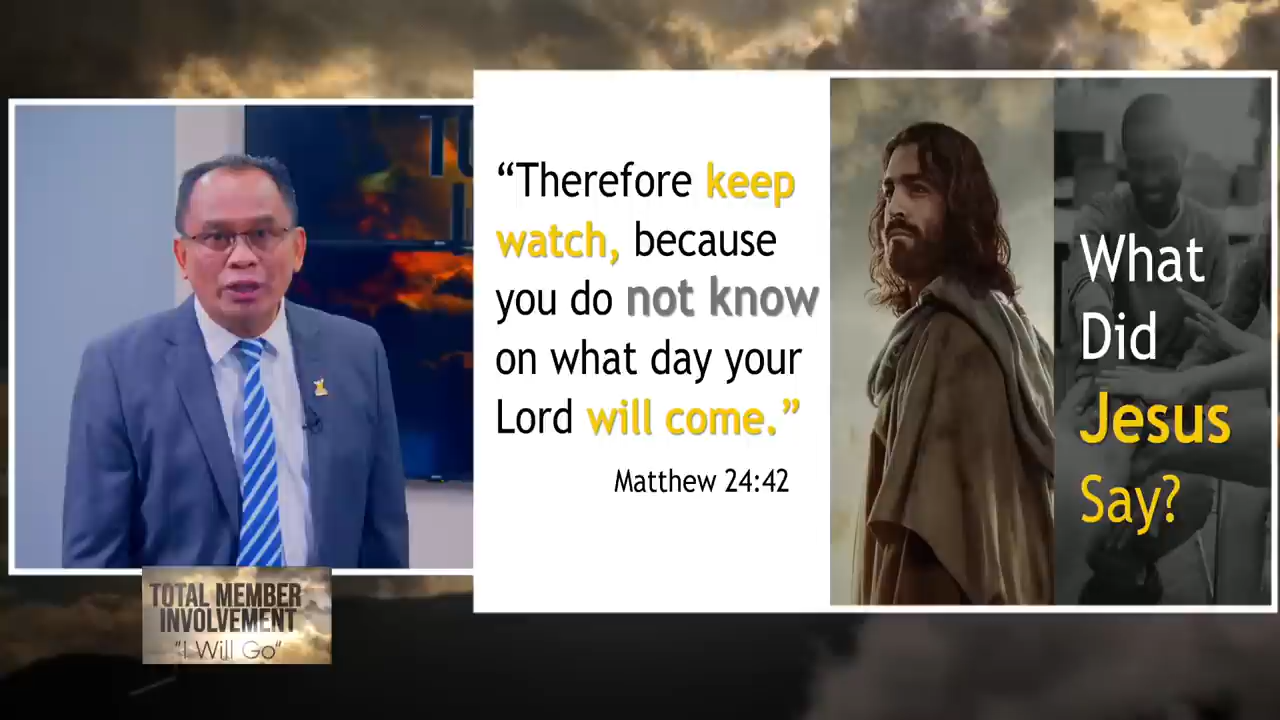 “Therefore keep
watch, because
you do not know
on what day your
Lord will come.”
Matthew 24:42
What
Did
Jesus
Say?
TOTAL MEMBER
INVOLVEMENT
“I Will Go”